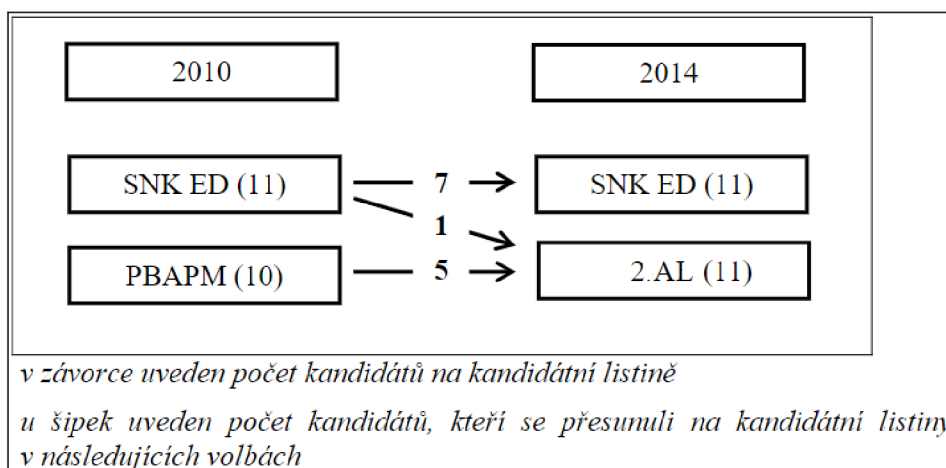 2010 2014
SNK ED (11) 7 SNK ED (11)
1
PBAPM (10) 5 2.AL (11)
v závorce uveden počet kandidátů na kandidátní listině
u šipek uveden počet kandidátů, kteří se přesunuli na kandidátní listiny
v následujících volbách